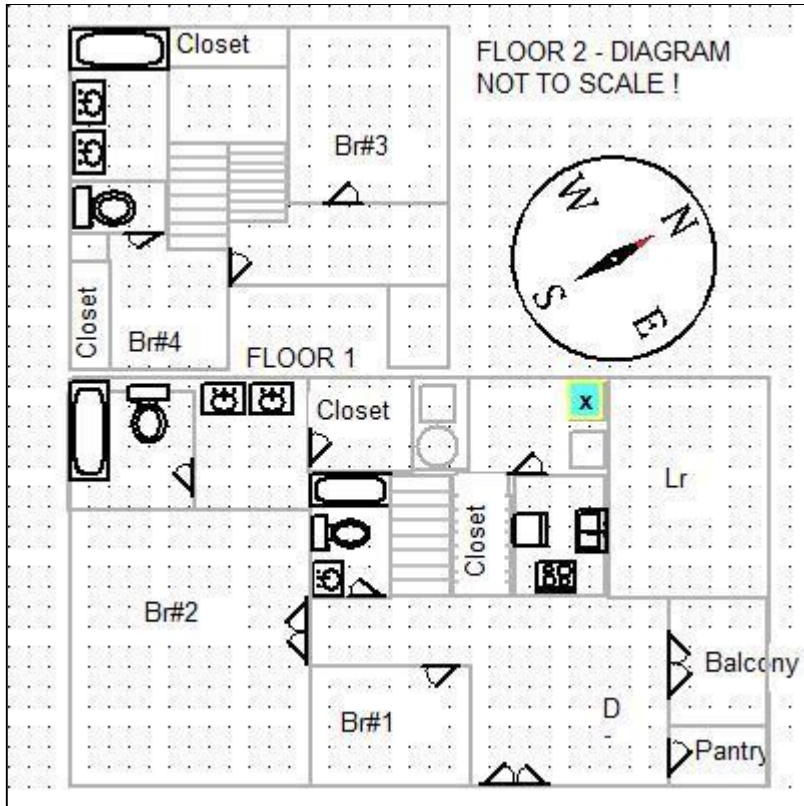 Closet
FLOOR 2 - DIAGRAM
NOT TO SCALE !
Br#3
W
N
S
E
Closet
Br#4
FLOOR 1
Closet
x
Lr
Closet
Br#2
Balcony
Br#1
D
-
Pantry